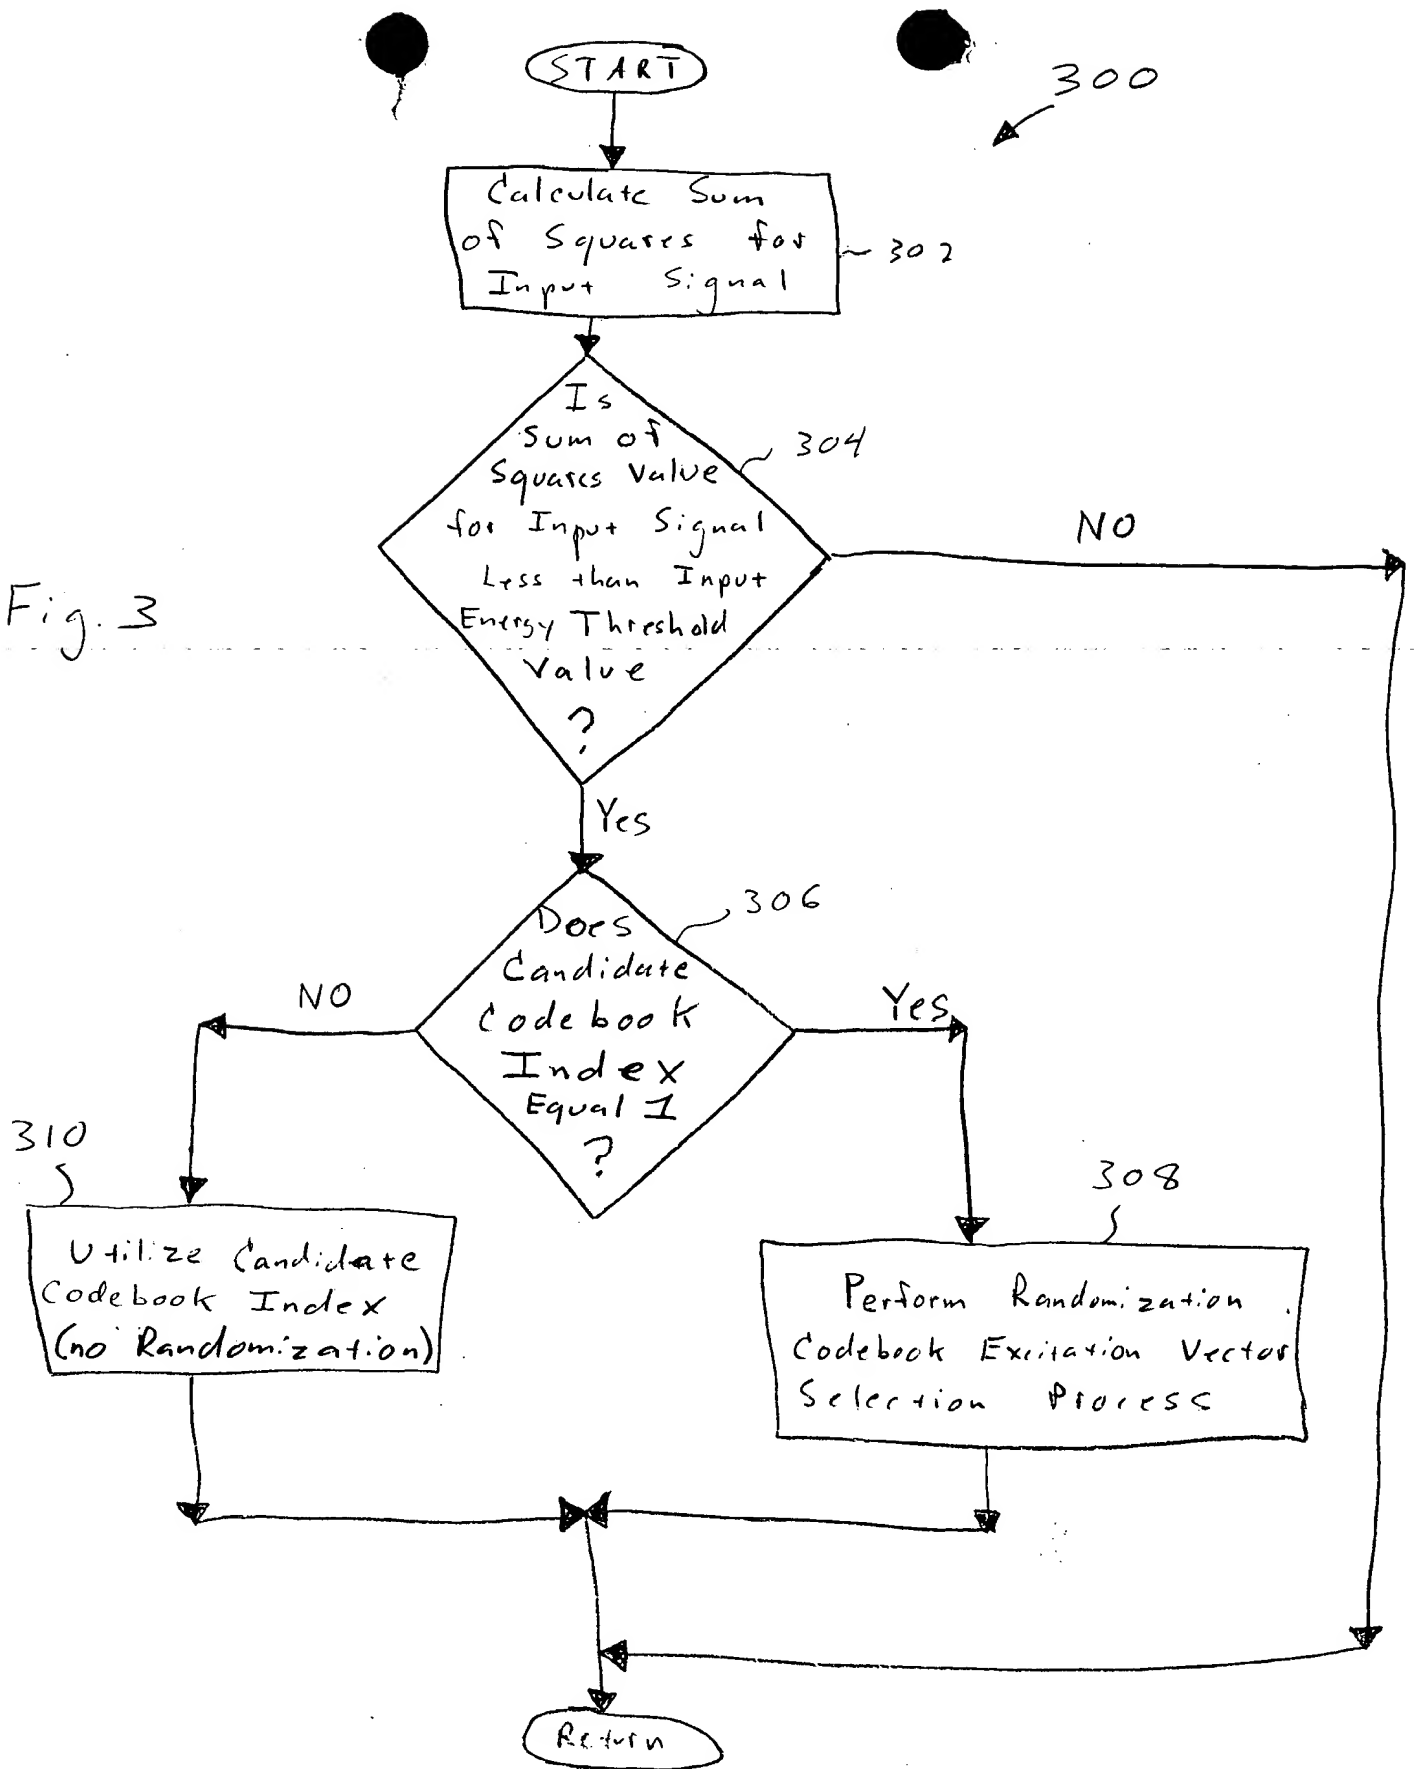 START
300
Calculate Sum
of Squares for
Input Signal
302
Is
Sum of
Squares Value
for Input Signal
Less than Input
Energy Threshold
Value
?
304
NO
Fig. 3
Yes
306
Does
Candidate
Codebook
Index
Equal 1
?
NO
Yes
310
308
Utilize Candidate
Codebook Index
(no Randomization)
Perform Randomization
Codebook Excitation Vector
Selection Process
Return